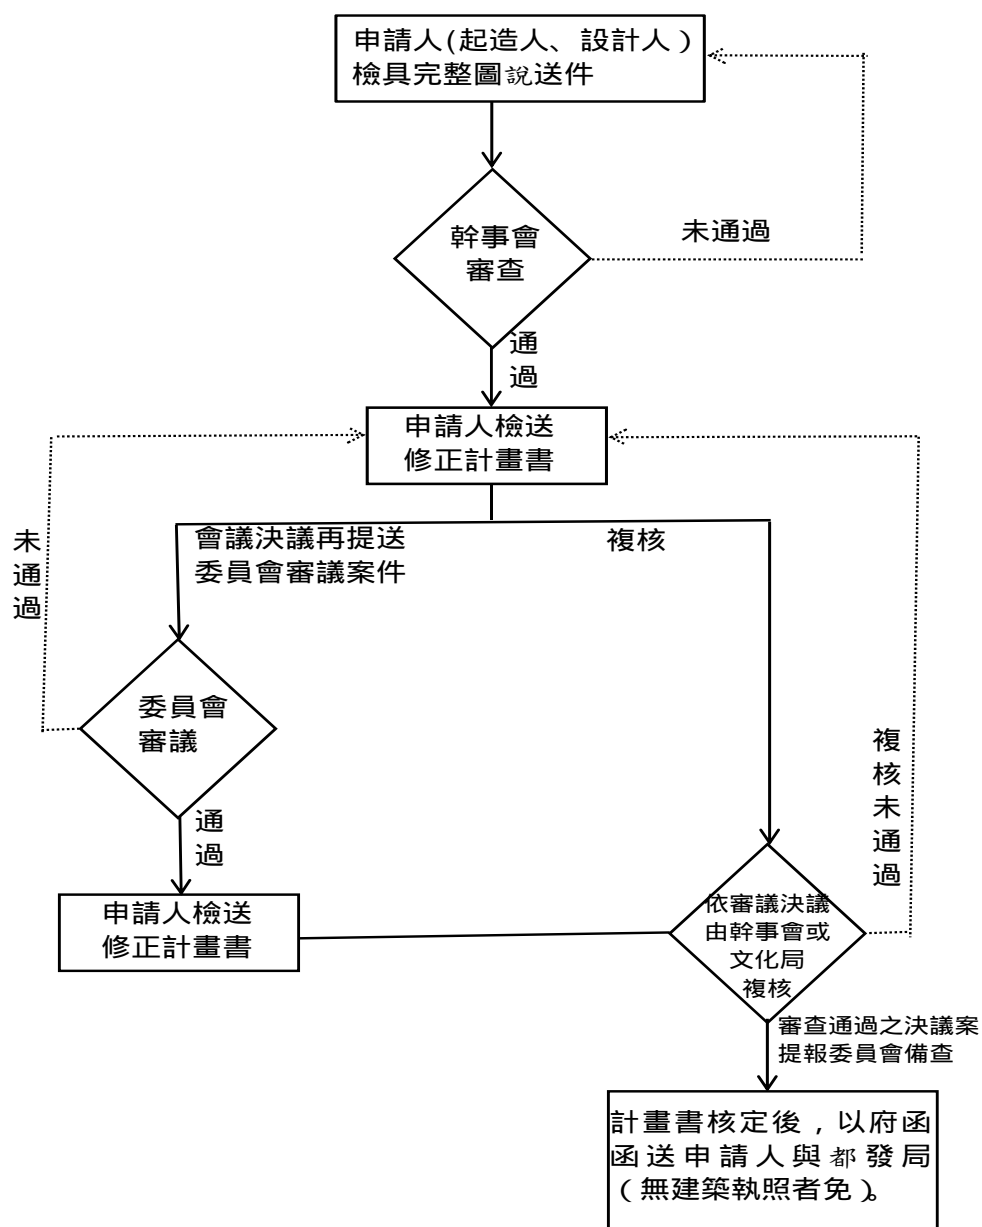 申請人(起造人、設計人)
檢具完整圖說送件
幹事會
審查
未通過
通
過
申請人檢送
修正計畫書
會議決議再提送
委員會審議案件
複核
未
通
過
委員會
審議
通
過
複
核
未
通
過
申請人檢送
修正計畫書
依審議決議
由幹事會或
文化局
複核
審查通過之決議案
提報委員會備查
計畫書核定後，以府函
函送申請人與都發局
(無建築執照者免)。